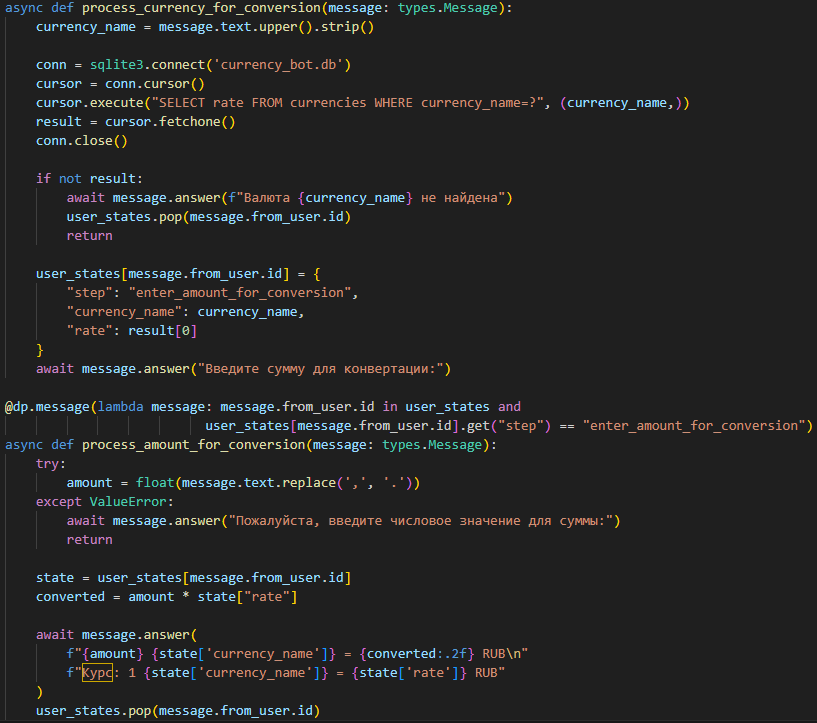 async def process_currency_for_conversion(message: types.Message):
    currency_name = message.text.upper().strip()

    conn = sqlite3.connect('currency_bot.db')
    cursor = conn.cursor()
    cursor.execute("SELECT rate FROM currencies WHERE currency_name=?", (currency_name,))
    result = cursor.fetchone()
    conn.close()

    if not result:
        await message.answer(f"Валюта {currency_name} не найдена")
        user_states.pop(message.from_user.id)
        return

    user_states[message.from_user.id] = {
        "step": "enter_amount_for_conversion",
        "currency_name": currency_name,
        "rate": result[0]
    }
    await message.answer("Введите сумму для конвертации:")

@dp.message(lambda message: message.from_user.id in user_states and
                          user_states[message.from_user.id].get("step") == "enter_amount_for_conversion")
async def process_amount_for_conversion(message: types.Message):
    try:
        amount = float(message.text.replace(',', '.'))
    except ValueError:
        await message.answer("Пожалуйста, введите числовое значение для суммы:")
        return

    state = user_states[message.from_user.id]
    converted = amount * state["rate"]

    await message.answer(
        f"{amount} {state['currency_name']} = {converted:.2f} RUB\n"
        f"Курс: 1 {state['currency_name']} = {state['rate']} RUB"
    )
    user_states.pop(message.from_user.id)